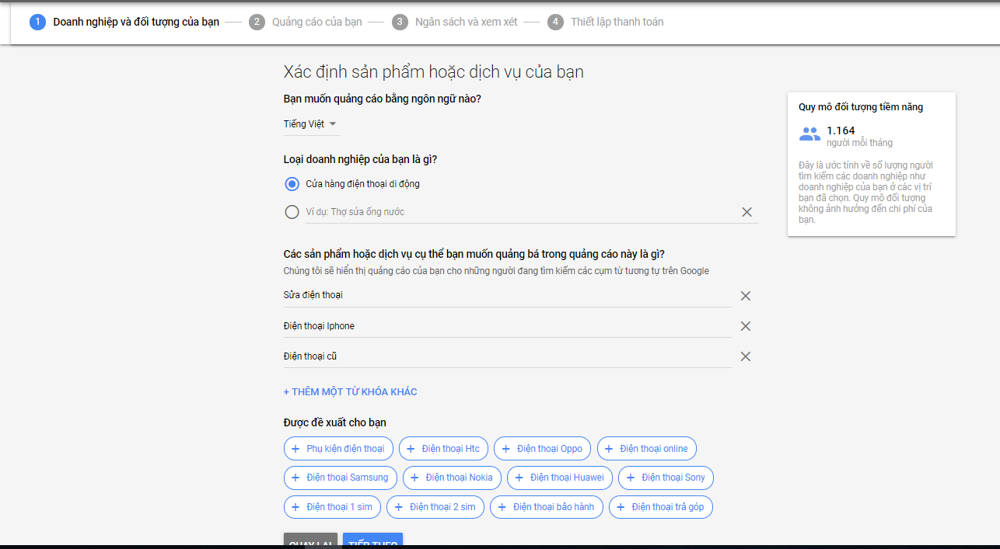 1 Doanh nghiệp và đối tượng của bạn 2 Quảng cáo của bạn 3 Ngân sách và xem xét 4 Thiết lập thanh toán
Xác định sản phẩm hoặc dịch vụ của bạn
Bạn muốn quảng cáo bằng ngôn ngữ nào?
Tiếng Việt
Loại doanh nghiệp của bạn là gì?
Cửa hàng điện thoại di động
Ví dụ: Thợ sửa ống nước
Các sản phẩm hoặc dịch vụ cụ thể bạn muốn quảng bá trong quảng cáo này là gì?
Chúng tôi sẽ hiển thị quảng cáo của bạn cho những người đang tìm kiếm các cụm từ tương tự trên Google
Sửa điện thoại
Điện thoại Iphone
Điện thoại cũ
+ THÊM MỘT TỪ KHÓA KHÁC
Được đề xuất cho bạn
+ Phụ kiện điện thoại + Điện thoại Htc + Điện thoại Oppo + Điện thoại online
+ Điện thoại Samsung + Điện thoại Nokia + Điện thoại Huawei + Điện thoại Sony
+ Điện thoại 1 sim + Điện thoại 2 sim + Điện thoại bảo hành + Điện thoại trả góp
QUAY LẠI TIẾP THEO
Quy mô đối tượng tiềm năng
1.164
người mỗi tháng
Đây là ước tính về số lượng người
tìm kiếm các doanh nghiệp như
doanh nghiệp của bạn ở các vị trí
bạn đã chọn. Quy mô đối tượng
không ảnh hưởng đến chi phí của
bạn.